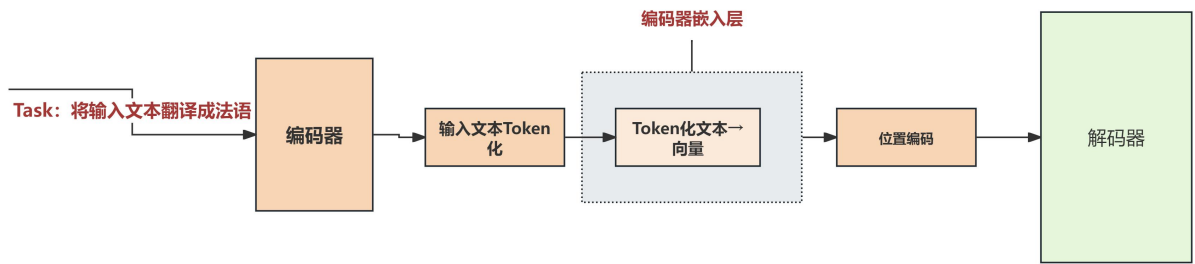 编码器嵌入层
Task：将输入文本翻译成法语
编码器
输入文本Token
化
Token化文本→
向量
位置编码
解码器